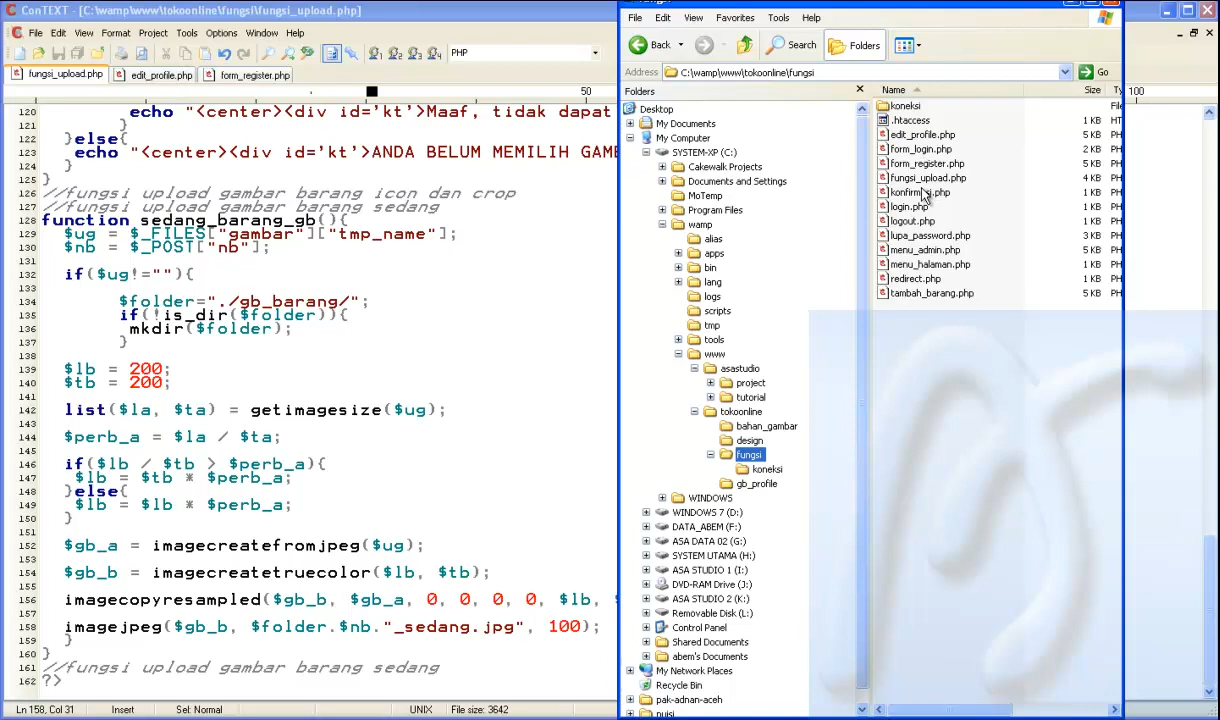 ConTEXT - [C:\wamp\www\tokoonline\fungsi\fungsi_upload.php]
File Edit View Format Project Tools Options Window Help
PHP
fungsi_upload.php edit_profile.php form_register.php
50
100
120 echo "<center><div id='kt'>Maaf, tidak dapat
121 }
122 }else{
123 echo "<center><div id='kt'>ANDA BELUM MEMILIH GAMB
124 }
125 }
126 //fungsi upload gambar barang icon dan crop
127 //fungsi upload gambar barang sedang
128 function sedang_barang_gb(){
129 $ug = $_FILES["gambar"]["tmp_name"];
130 $nb = $_POST["nb"];
131
132 if($ug!=""){
133
134 $folder="./gb_barang/";
135 if(!is_dir($folder)){
136 mkdir($folder);
137 }
138
139 $lb = 200;
140 $tb = 200;
141
142 list($la, $ta) = getimagesize($ug);
143
144 $perb_a = $la / $ta;
145
146 if($lb / $tb > $perb_a){
147 $lb = $tb * $perb_a;
148 }else{
149 $lb = $lb * $perb_a;
150 }
151
152 $gb_a = imagecreatefromjpeg($ug);
153
154 $gb_b = imagecreatetruecolor($lb, $tb);
155
156 imagecopyresampled($gb_b, $gb_a, 0, 0, 0, 0, $lb,
157
158 imagejpeg($gb_b, $folder.$nb."_sedang.jpg", 100);
159 }
160 }
161 //fungsi upload gambar barang sedang
162 ?>
Ln 158, Col 31 Insert Sel: Normal UNIX File size: 3642
File Edit View Favorites Tools Help
Back Search Folders
Address C:\wamp\www\tokoonline\fungsi Go
Folders
Desktop
My Documents
My Computer
SYSTEM-XP (C:)
Cakewalk Projects
Documents and Settings
MoTemp
Program Files
wamp
alias
apps
bin
lang
logs
scripts
tmp
tools
www
asastudio
project
tutorial
tokoonline
bahan_gambar
design
fungsi
koneksi
gb_profile
WINDOWS
WINDOWS 7 (D:)
DATA_ABEM (F:)
ASA DATA 02 (G:)
SYSTEM UTAMA (H:)
ASA STUDIO 1 (I:)
DVD-RAM Drive (J:)
ASA STUDIO 2 (K:)
Removable Disk (L:)
Control Panel
Shared Documents
abem's Documents
My Network Places
Recycle Bin
pak-adnan-aceh
puisi
Name Size Ty
koneksi File
.htaccess 1 KB HT
edit_profile.php 5 KB PH
form_login.php 2 KB PH
form_register.php 5 KB PH
fungsi_upload.php 4 KB PH
konfirmasi.php 1 KB PH
login.php 1 KB PH
logout.php 1 KB PH
lupa_password.php 3 KB PH
menu_admin.php 1 KB PH
menu_halaman.php 1 KB PH
redirect.php 1 KB PH
tambah_barang.php 5 KB PH